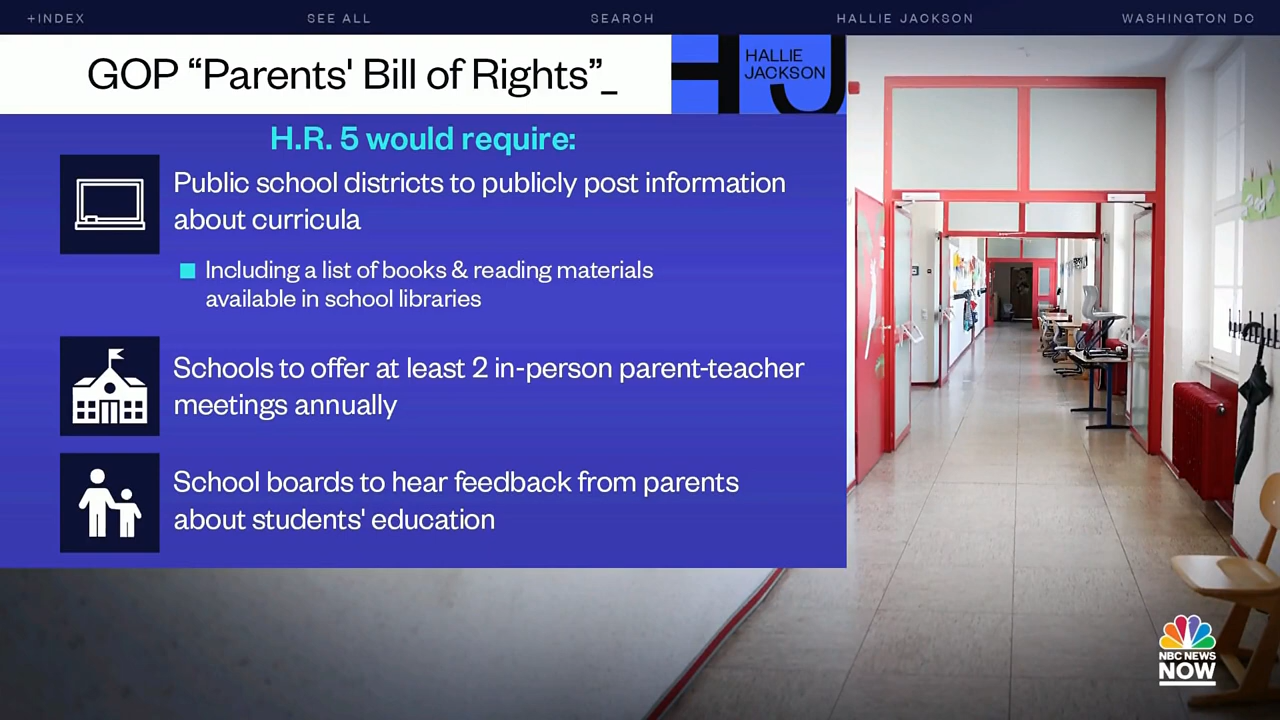 +INDEX SEE ALL SEARCH HALLIE JACKSON WASHINGTON DC
GOP “Parents' Bill of Rights”_
HJ
HALLIE
JACKSON
H.R. 5 would require:
Public school districts to publicly post information
about curricula
Including a list of books & reading materials
available in school libraries
Schools to offer at least 2 in-person parent-teacher
meetings annually
School boards to hear feedback from parents
about students' education
NBC NEWS
NOW